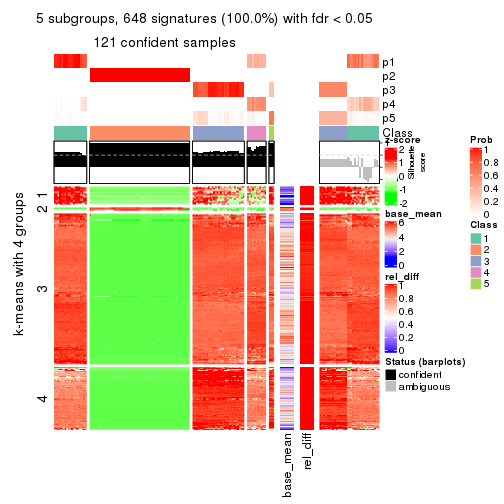 5 subgroups, 648 signatures (100.0%) with fdr < 0.05
121 confident samples
p1
p2
p3
p4
p5
Class
Silhouette score
k-means with 4 groups
1
2
3
4
base_mean
rel_diff
z-score
2
1
0
-1
-2
base_mean
6
4
2
0
rel_diff
1
0.8
0.6
0.4
0.2
0
Status (barplots)
confident
ambiguous
Prob
1
0.8
0.6
0.4
0.2
0
Class
1
2
3
4
5